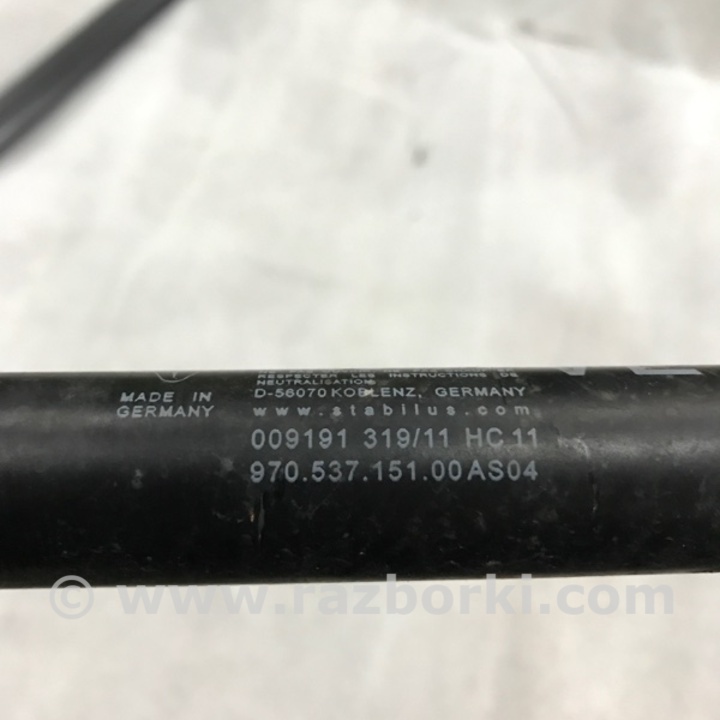 RESPECTER LES INSTRUCTIONS DE
NEUTRALISATION
MADE IN
GERMANY
D-56070 KOBLENZ, GERMANY
www.stabilus.com
009191 319/11 HC 11
970.537.151.00AS04
© www.razborki.com